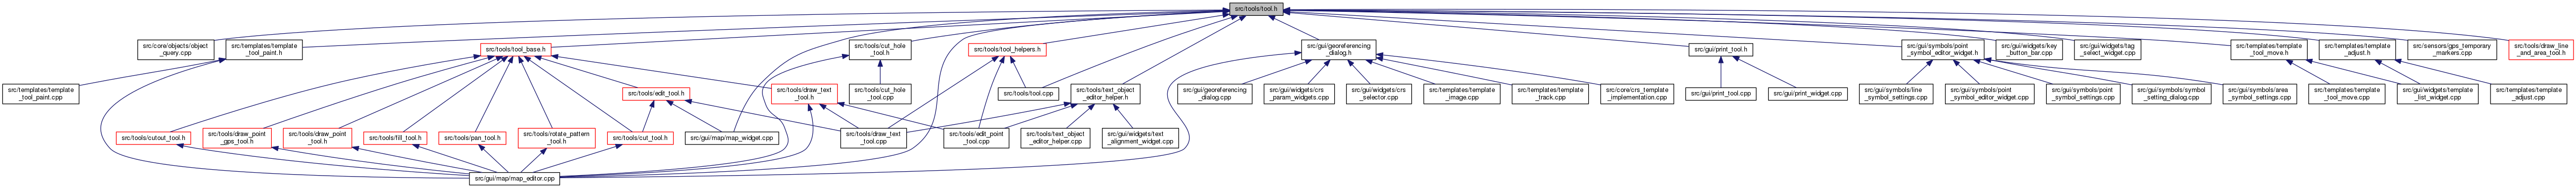 src/tools/tool.h
src/core/objects/object
_query.cpp
src/templates/template
_tool_paint.h
src/tools/tool_base.h
src/tools/cut_hole
_tool.h
src/tools/tool_helpers.h
src/gui/georeferencing
_dialog.h
src/gui/print_tool.h
src/gui/symbols/point
_symbol_editor_widget.h
src/gui/widgets/key
_button_bar.cpp
src/gui/widgets/tag
_select_widget.cpp
src/templates/template
_tool_move.h
src/templates/template
_adjust.h
src/sensors/gps_temporary
_markers.cpp
src/tools/draw_line
_and_area_tool.h
src/templates/template
_tool_paint.cpp
src/tools/edit_tool.h
src/tools/draw_text
_tool.h
src/tools/cut_hole
_tool.cpp
src/tools/tool.cpp
src/tools/text_object
_editor_helper.h
src/gui/georeferencing
_dialog.cpp
src/gui/widgets/crs
_param_widgets.cpp
src/gui/widgets/crs
_selector.cpp
src/templates/template
_image.cpp
src/templates/template
_track.cpp
src/core/crs_template
_implementation.cpp
src/gui/print_tool.cpp
src/gui/print_widget.cpp
src/gui/symbols/line
_symbol_settings.cpp
src/gui/symbols/point
_symbol_editor_widget.cpp
src/gui/symbols/point
_symbol_settings.cpp
src/gui/symbols/symbol
_setting_dialog.cpp
src/gui/symbols/area
_symbol_settings.cpp
src/templates/template
_tool_move.cpp
src/gui/widgets/template
_list_widget.cpp
src/templates/template
_adjust.cpp
src/tools/cutout_tool.h
src/tools/draw_point
_gps_tool.h
src/tools/draw_point
_tool.h
src/tools/fill_tool.h
src/tools/pan_tool.h
src/tools/rotate_pattern
_tool.h
src/tools/cut_tool.h
src/gui/map/map_widget.cpp
src/tools/draw_text
_tool.cpp
src/tools/edit_point
_tool.cpp
src/tools/text_object
_editor_helper.cpp
src/gui/widgets/text
_alignment_widget.cpp
src/gui/map/map_editor.cpp